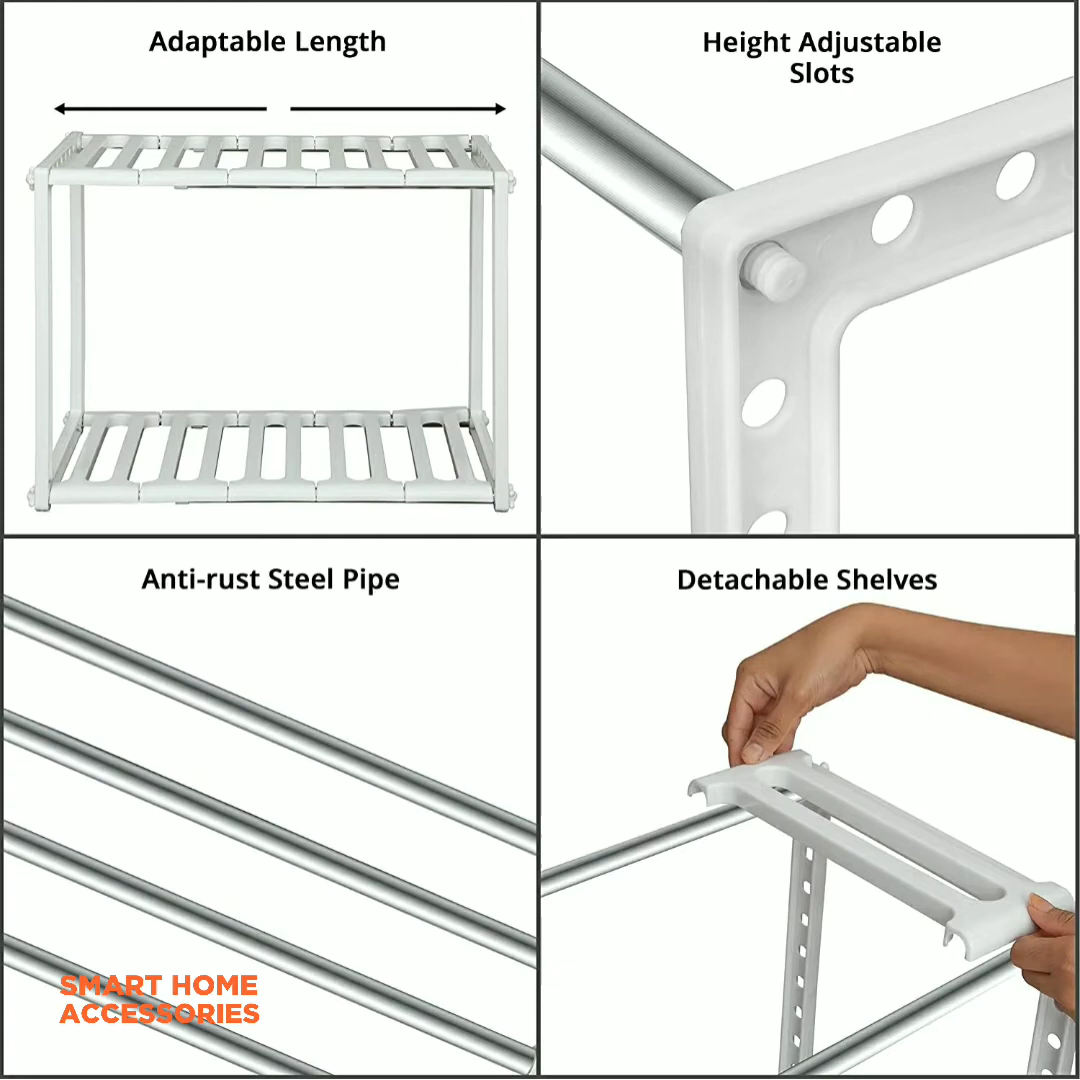 Adaptable Length
Height Adjustable
Slots
Anti-rust Steel Pipe
Detachable Shelves
SMART HOME
ACCESSORIES